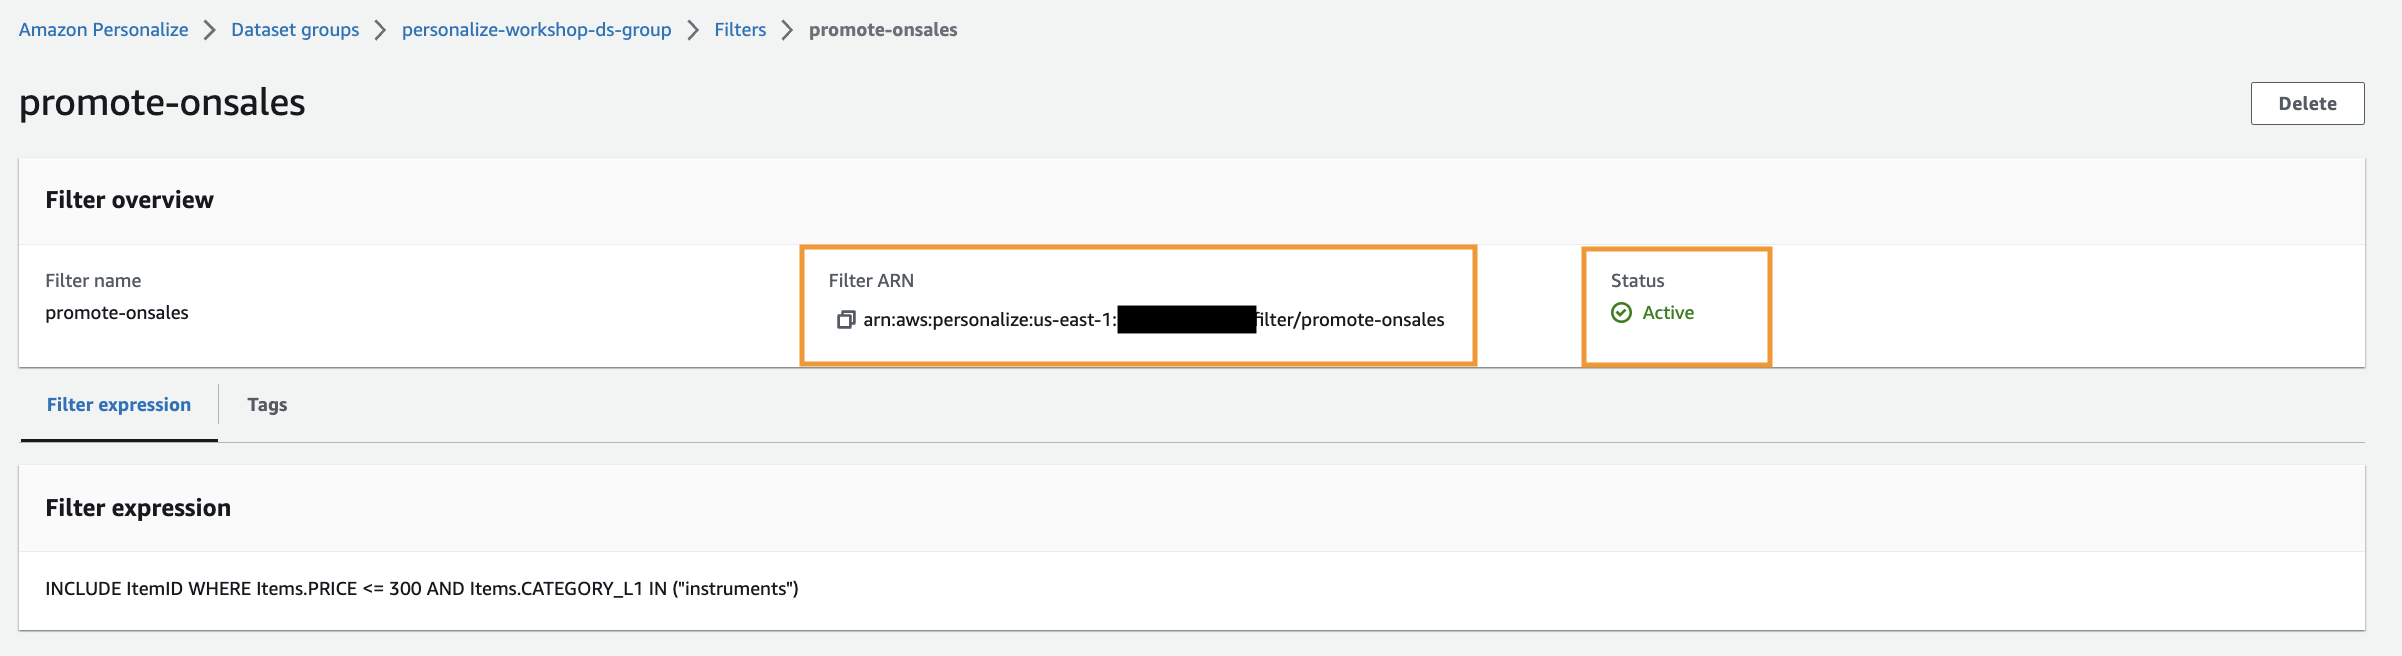 Amazon Personalize > Dataset groups > personalize-workshop-ds-group > Filters > promote-onsales
promote-onsales
Delete
Filter overview
Filter name
promote-onsales
Filter ARN
arn:aws:personalize:us-east-1: filter/promote-onsales
Status
Active
Filter expression
Tags
Filter expression
INCLUDE ItemID WHERE Items.PRICE <= 300 AND Items.CATEGORY_L1 IN ("instruments")